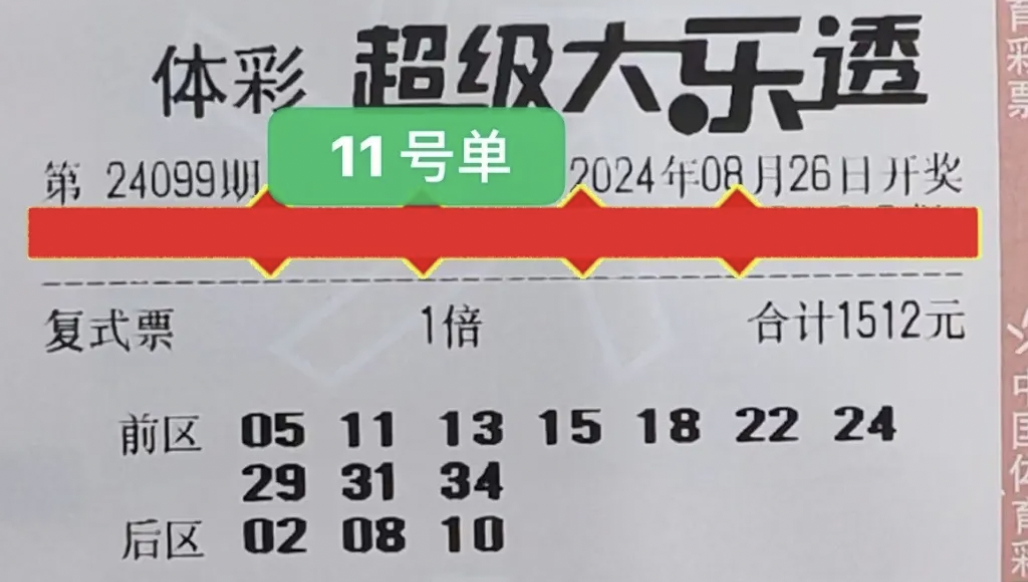 体彩 超级大乐透
11号单
第 24099期 2024年08月26日开奖
复式票 1倍 合计1512元
前区 05 11 13 15 18 22 24
29 31 34
后区 02 08 10
育彩票
中国体育彩